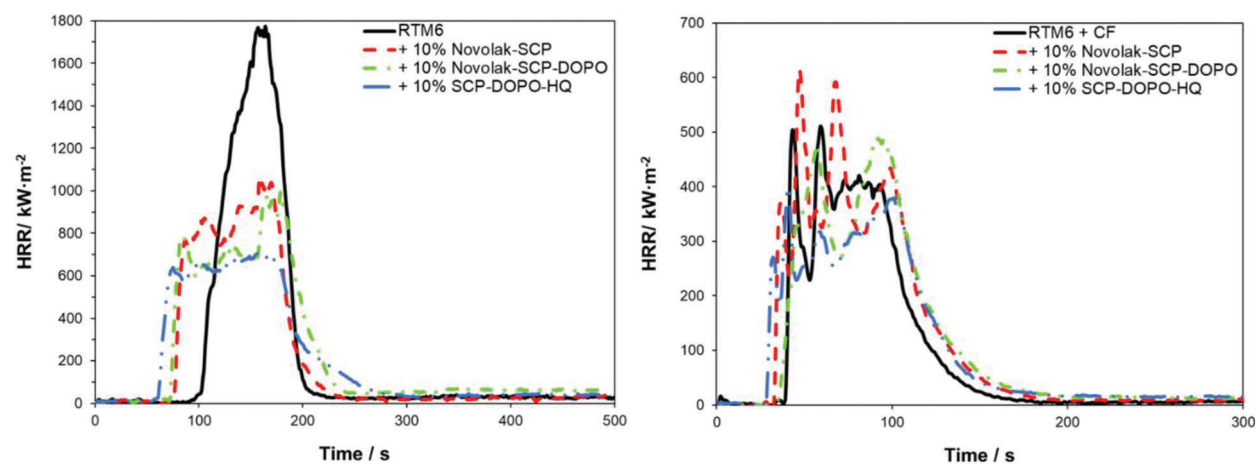 1800
1600
1400
1200
1000
800
600
400
200
0
HRR/ kW·m⁻²
0 100 200 300 400 500
Time / s
RTM6
+ 10% Novolak-SCP
+ 10% Novolak-SCP-DOPO
+ 10% SCP-DOPO-HQ
700
600
500
400
300
200
100
0
HRR/ kW·m⁻²
0 100 200 300
Time / s
RTM6 + CF
+ 10% Novolak-SCP
+ 10% Novolak-SCP-DOPO
+ 10% SCP-DOPO-HQ